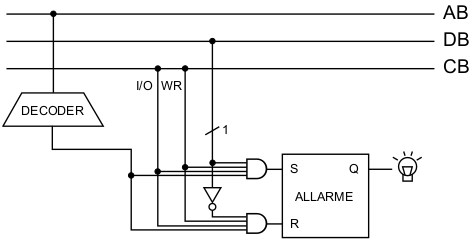 AB
DB
CB
I/O WR
DECODER
1
S Q
ALLARME
R